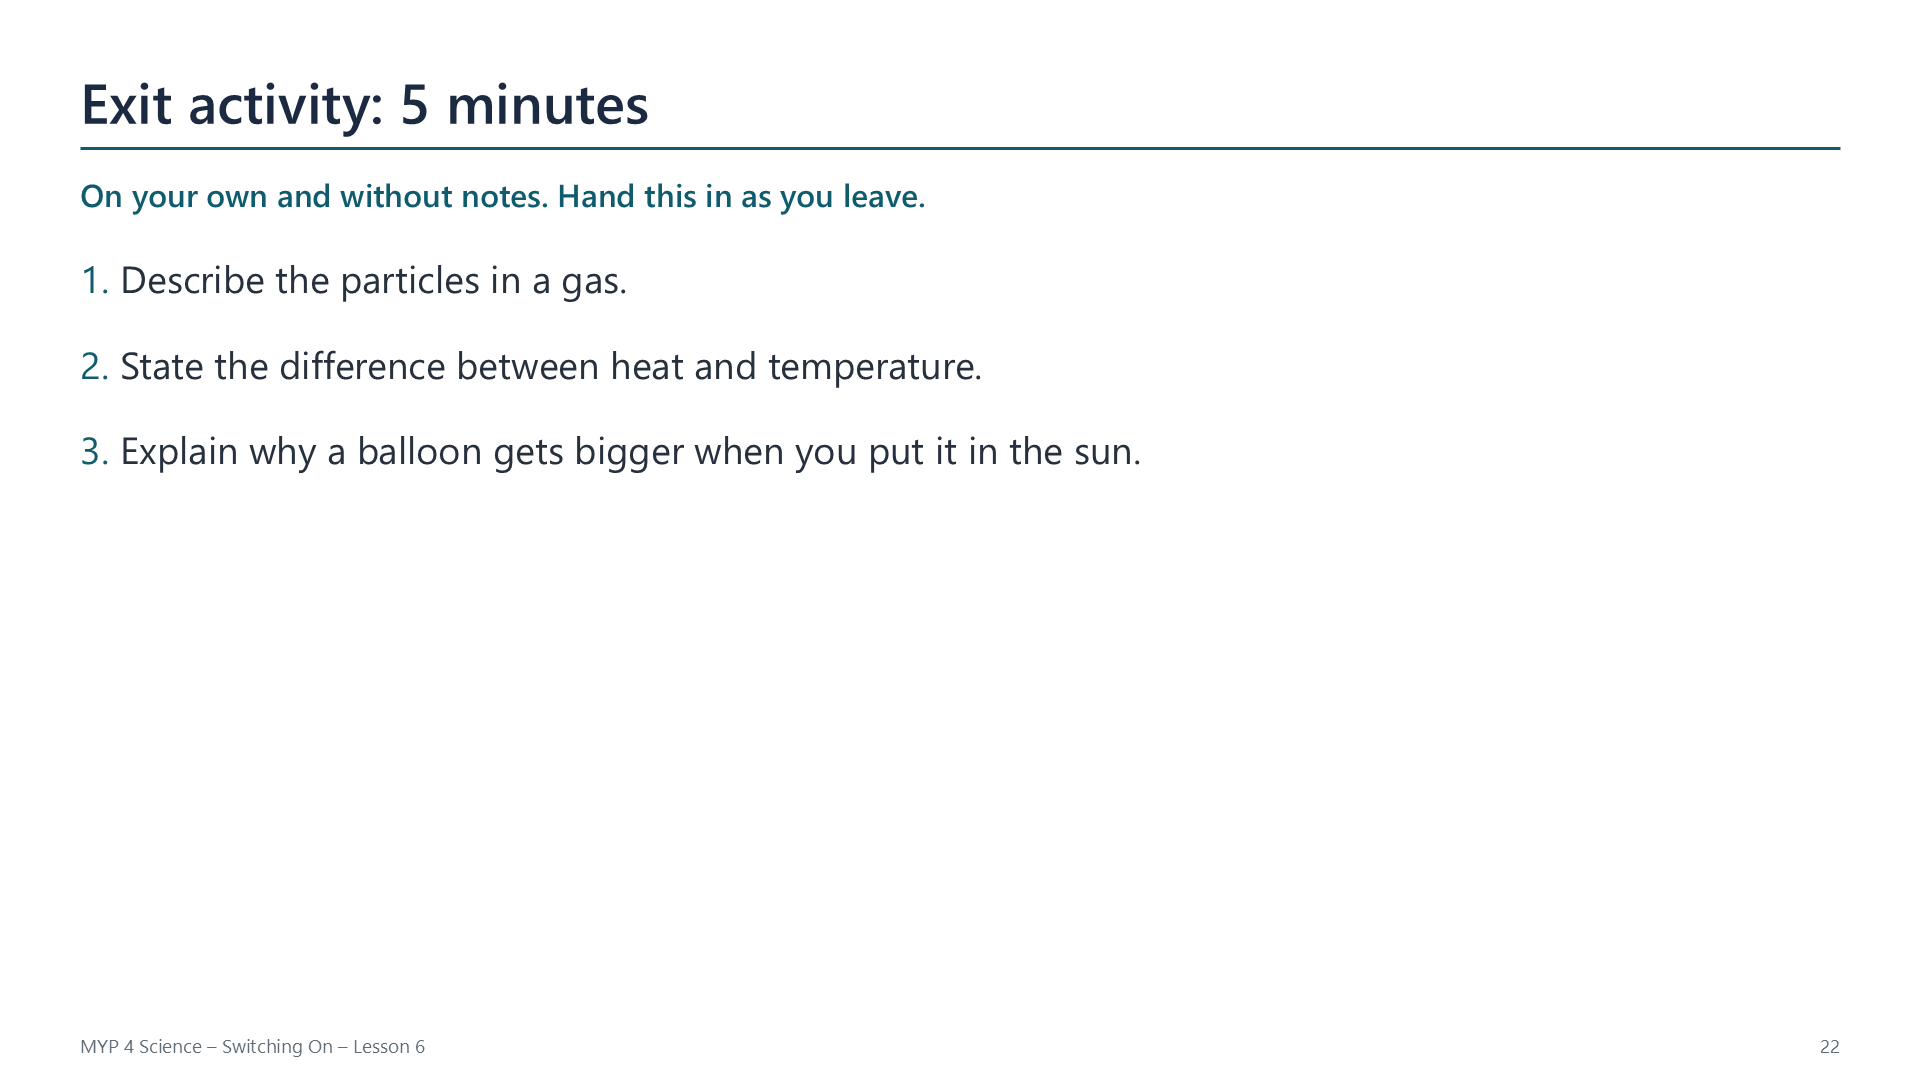 Exit activity: 5 minutes
On your own and without notes. Hand this in as you leave.
1. Describe the particles in a gas.
2. State the difference between heat and temperature.
3. Explain why a balloon gets bigger when you put it in the sun.
MYP 4 Science – Switching On – Lesson 6
22